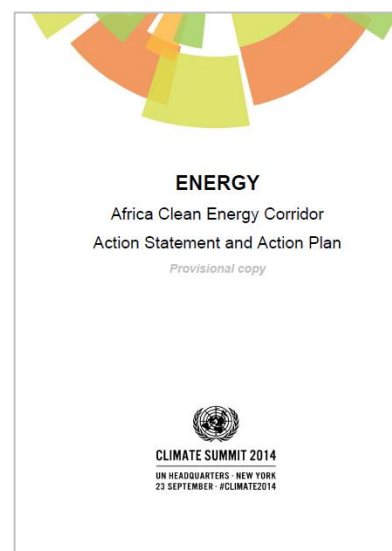 ENERGY
Africa Clean Energy Corridor
Action Statement and Action Plan
Provisional copy
CLIMATE SUMMIT 2014
UN HEADQUARTERS · NEW YORK
23 SEPTEMBER · #CLIMATE2014